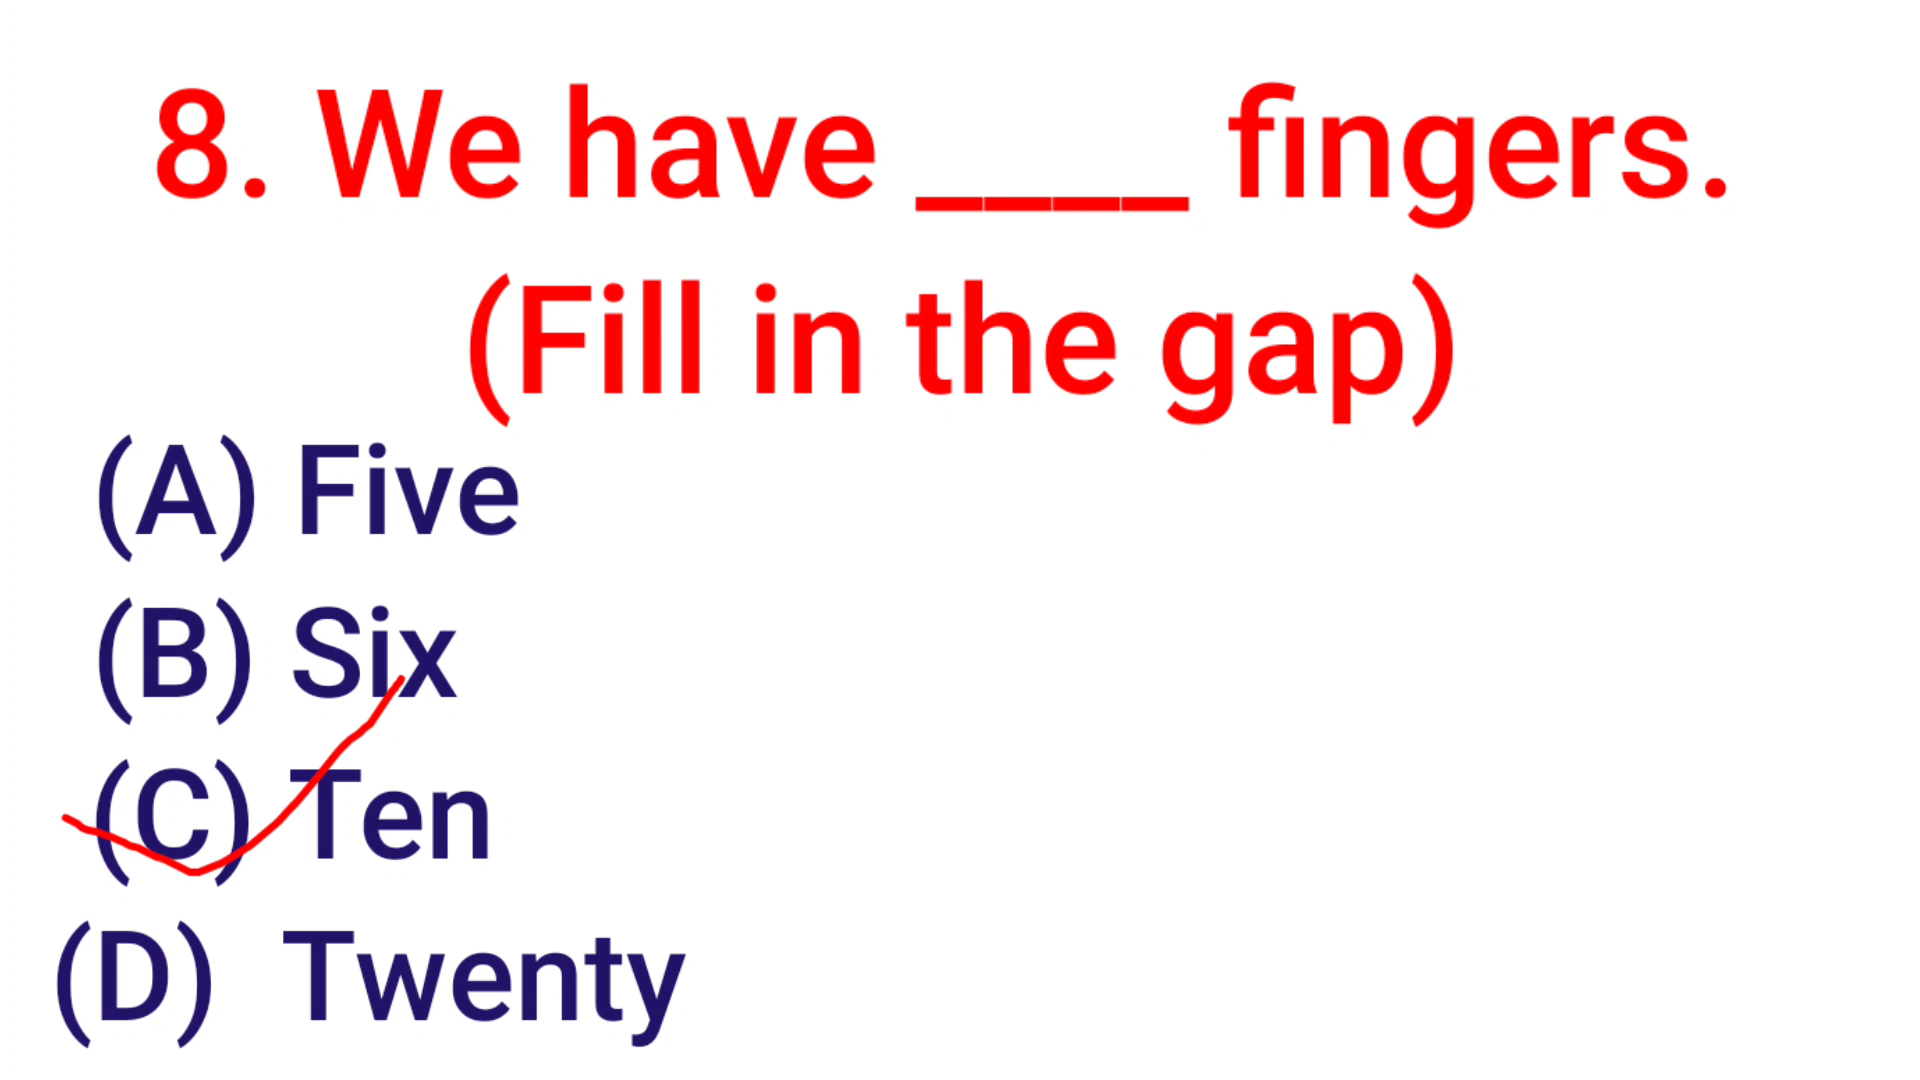 8. We have ____ fingers.
(Fill in the gap)
(A) Five
(B) Six
(C) Ten
(D) Twenty